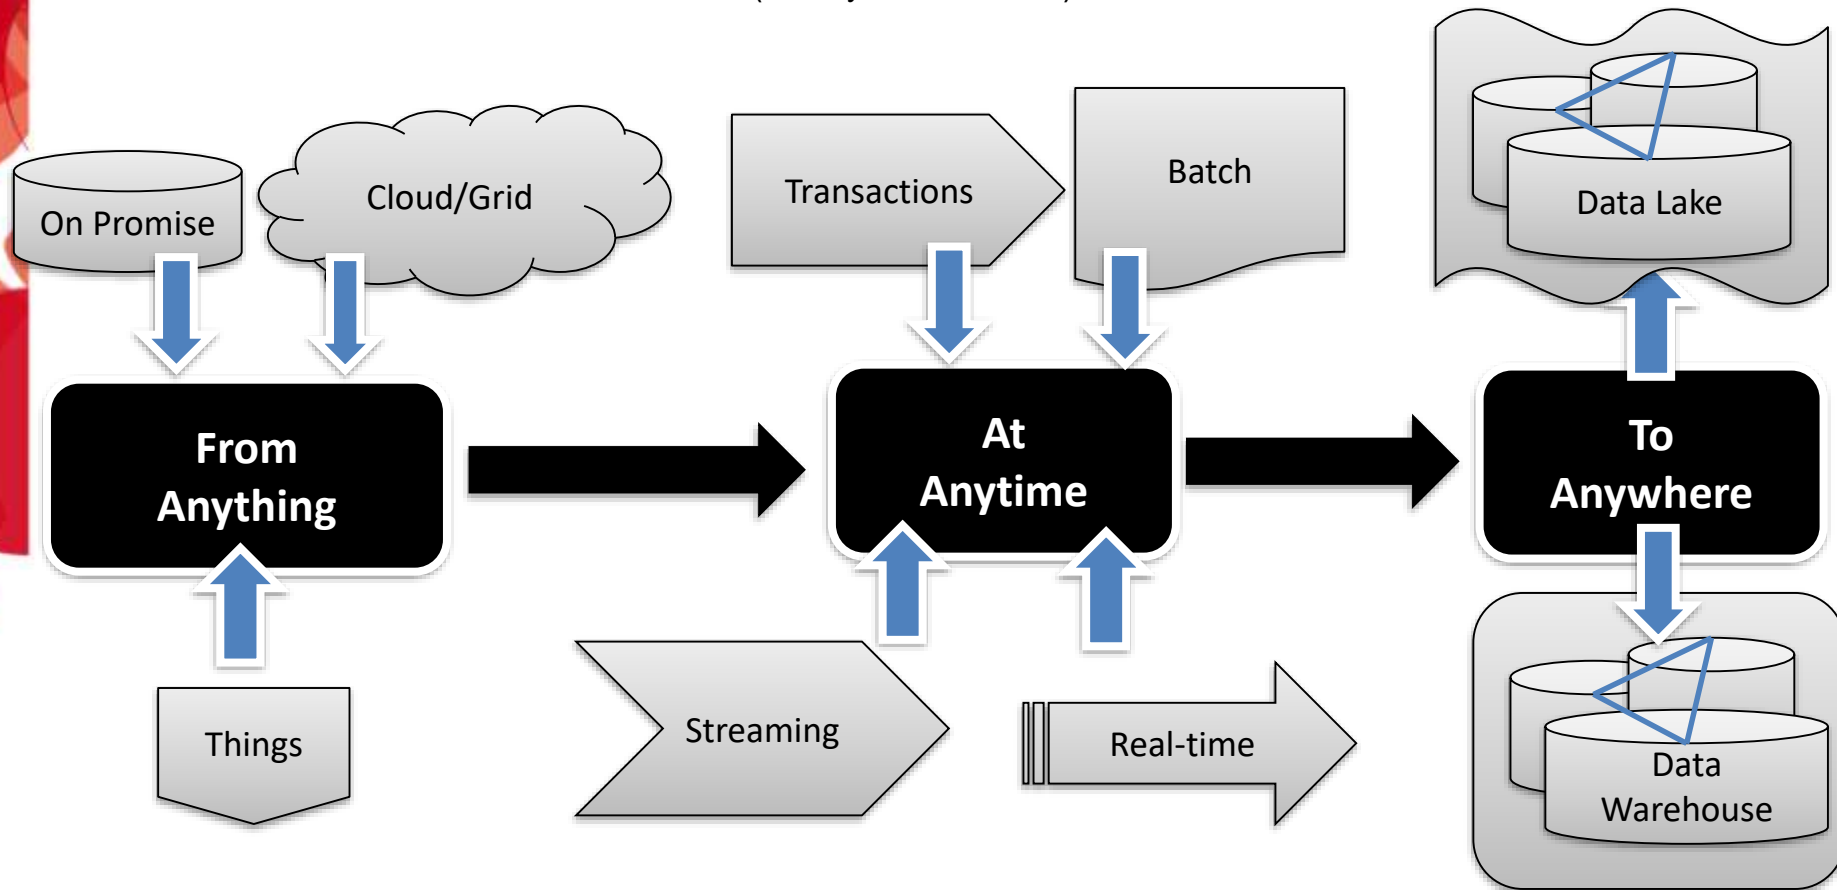 On Promise
Cloud/Grid
Transactions
Batch
Data Lake
From
Anything
At
Anytime
To
Anywhere
Things
Streaming
Real-time
Data
Warehouse